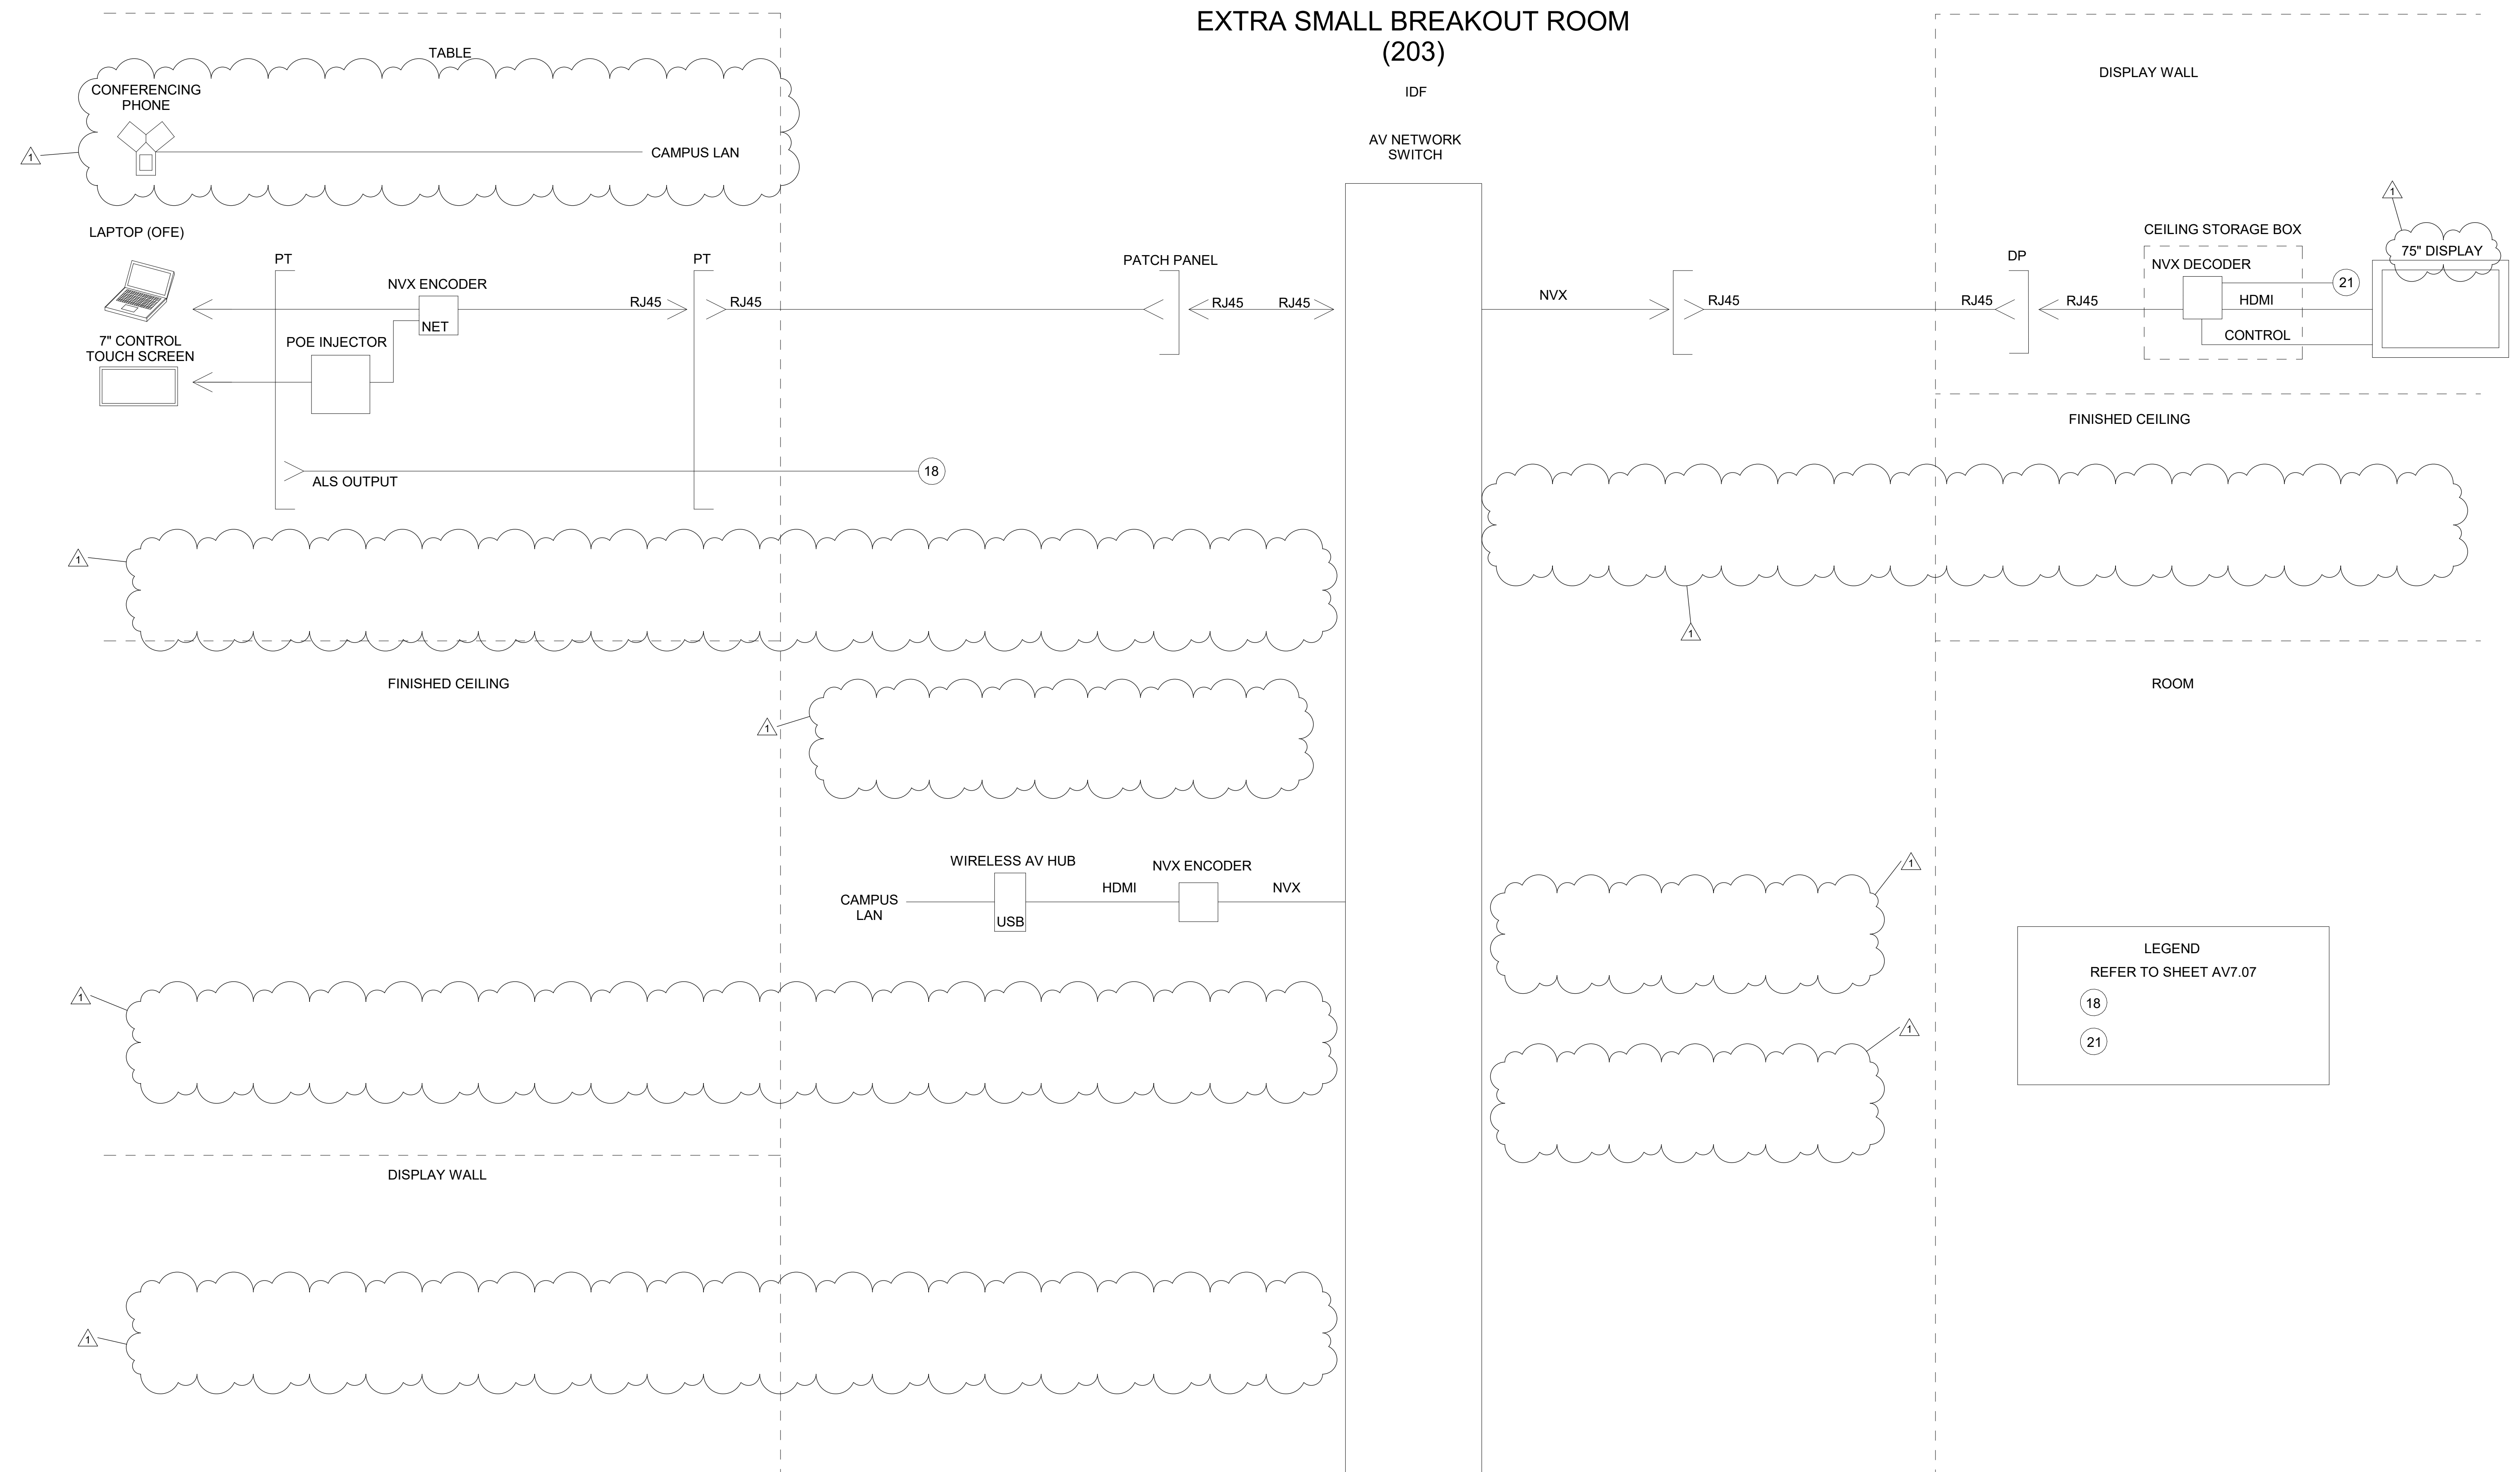 EXTRA SMALL BREAKOUT ROOM
(203)
TABLE
CONFERENCING
PHONE
CAMPUS LAN
1
IDF
AV NETWORK
SWITCH
DISPLAY WALL
LAPTOP (OFE)
PT
NVX ENCODER
NET
RJ45
PT
RJ45
PATCH PANEL
RJ45
RJ45
7" CONTROL
TOUCH SCREEN
POE INJECTOR
ALS OUTPUT
18
NVX
RJ45
RJ45
DP
RJ45
CEILING STORAGE BOX
NVX DECODER
21
HDMI
CONTROL
1
75" DISPLAY
FINISHED CEILING
1
1
FINISHED CEILING
1
ROOM
WIRELESS AV HUB
NVX ENCODER
CAMPUS
LAN
USB
HDMI
NVX
1
1
1
LEGEND
REFER TO SHEET AV7.07
18
21
DISPLAY WALL
1